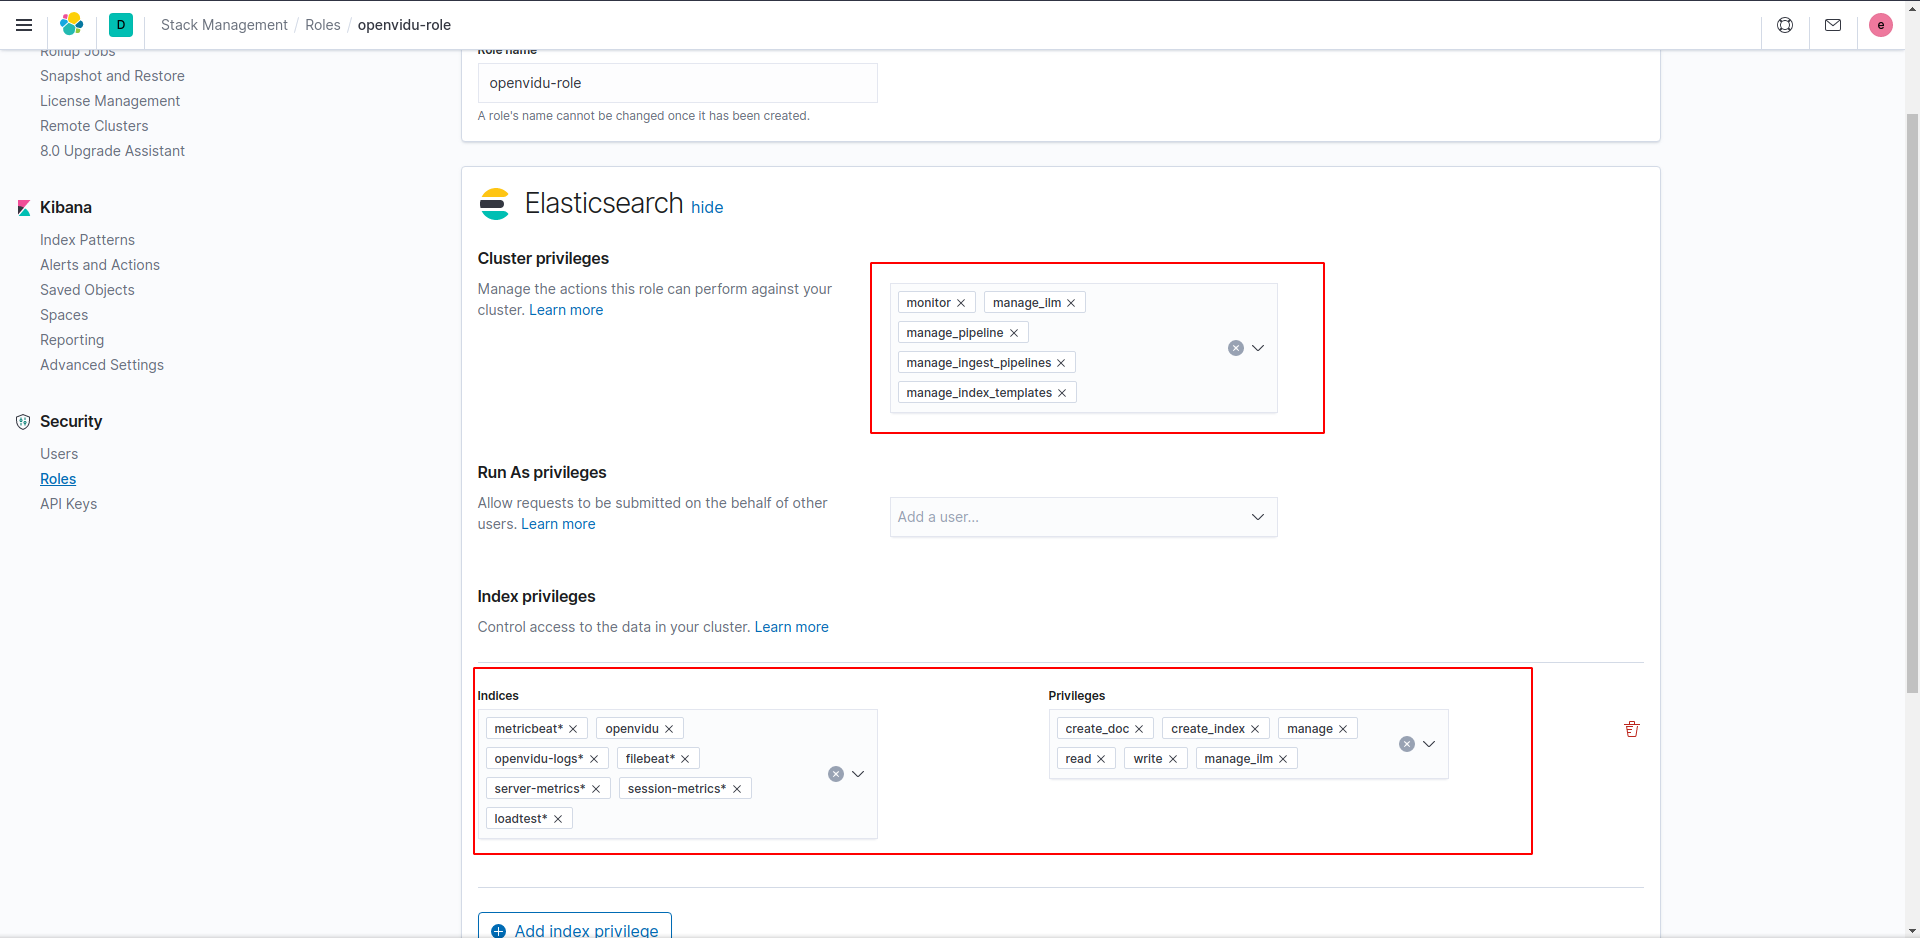 D Stack Management / Roles / openvidu-role e
Rollup Jobs
Snapshot and Restore
License Management
Remote Clusters
8.0 Upgrade Assistant
Kibana
Index Patterns
Alerts and Actions
Saved Objects
Spaces
Reporting
Advanced Settings
Security
Users
Roles
API Keys
Role name
openvidu-role
A role's name cannot be changed once it has been created.
Elasticsearch hide
Cluster privileges
Manage the actions this role can perform against your
cluster. Learn more
monitor manage_ilm
manage_pipeline
manage_ingest_pipelines
manage_index_templates
Run As privileges
Allow requests to be submitted on the behalf of other
users. Learn more
Add a user...
Index privileges
Control access to the data in your cluster. Learn more
Indices
metricbeat* openvidu
openvidu-logs* filebeat*
server-metrics* session-metrics*
loadtest*
Privileges
create_doc create_index manage
read write manage_ilm
Add index privilege